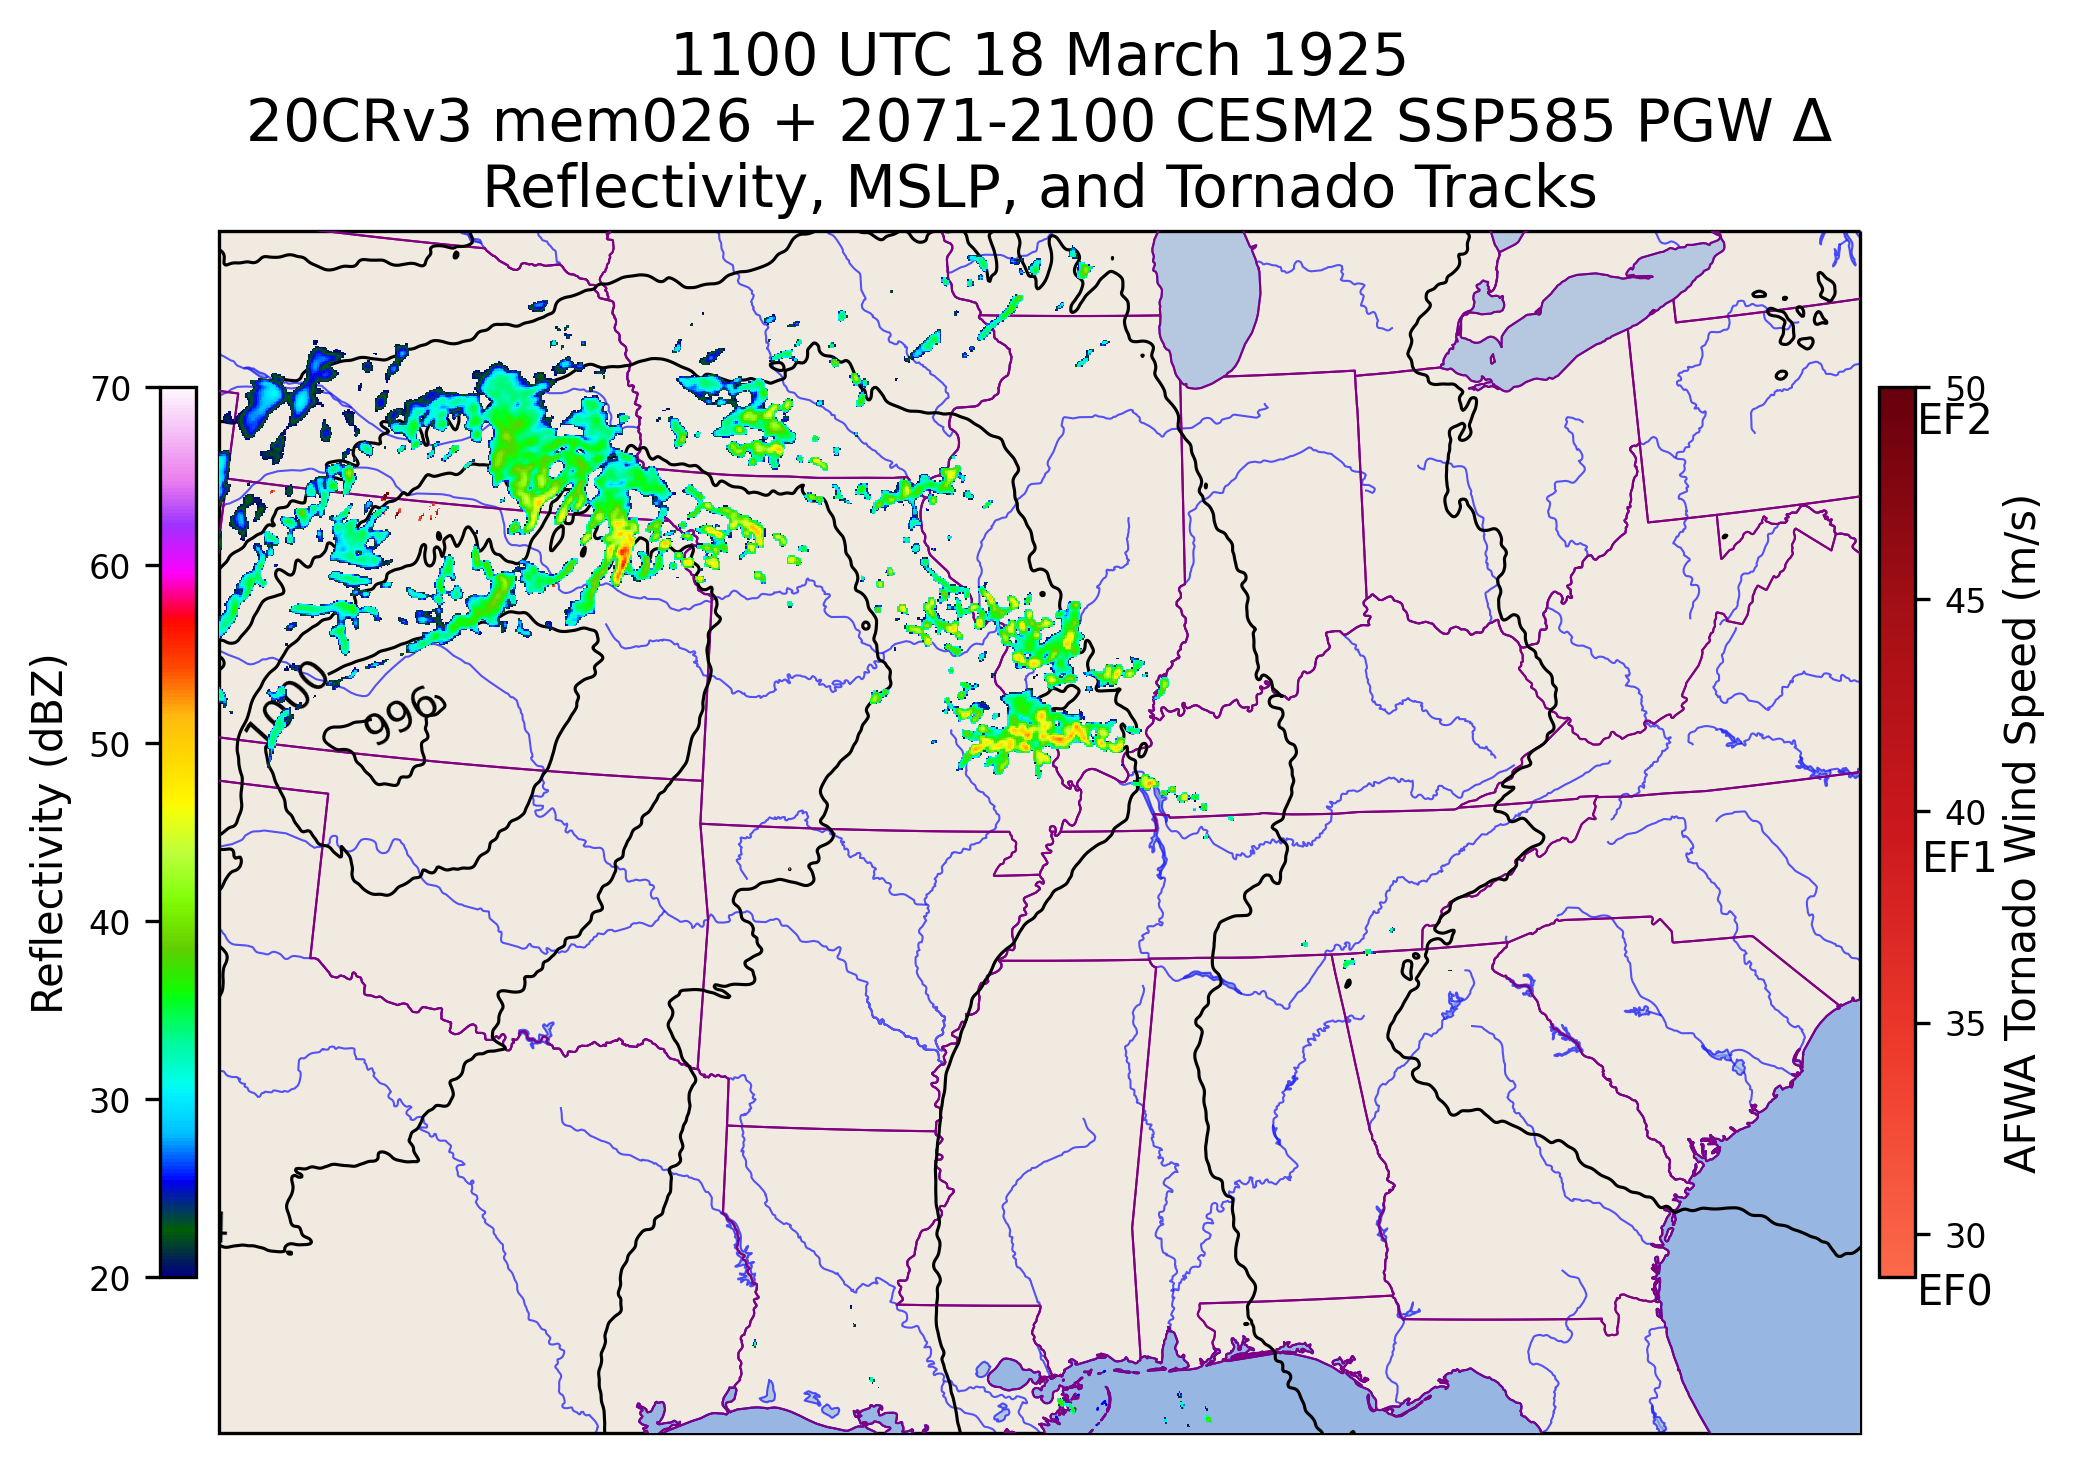 1100 UTC 18 March 1925
20CRv3 mem026 + 2071-2100 CESM2 SSP585 PGW Δ
Reflectivity, MSLP, and Tornado Tracks
Reflectivity (dBZ)
70
60
50
40
30
20
1000
996
50
EF2
45
40
EF1
35
30
EF0
AFWA Tornado Wind Speed (m/s)